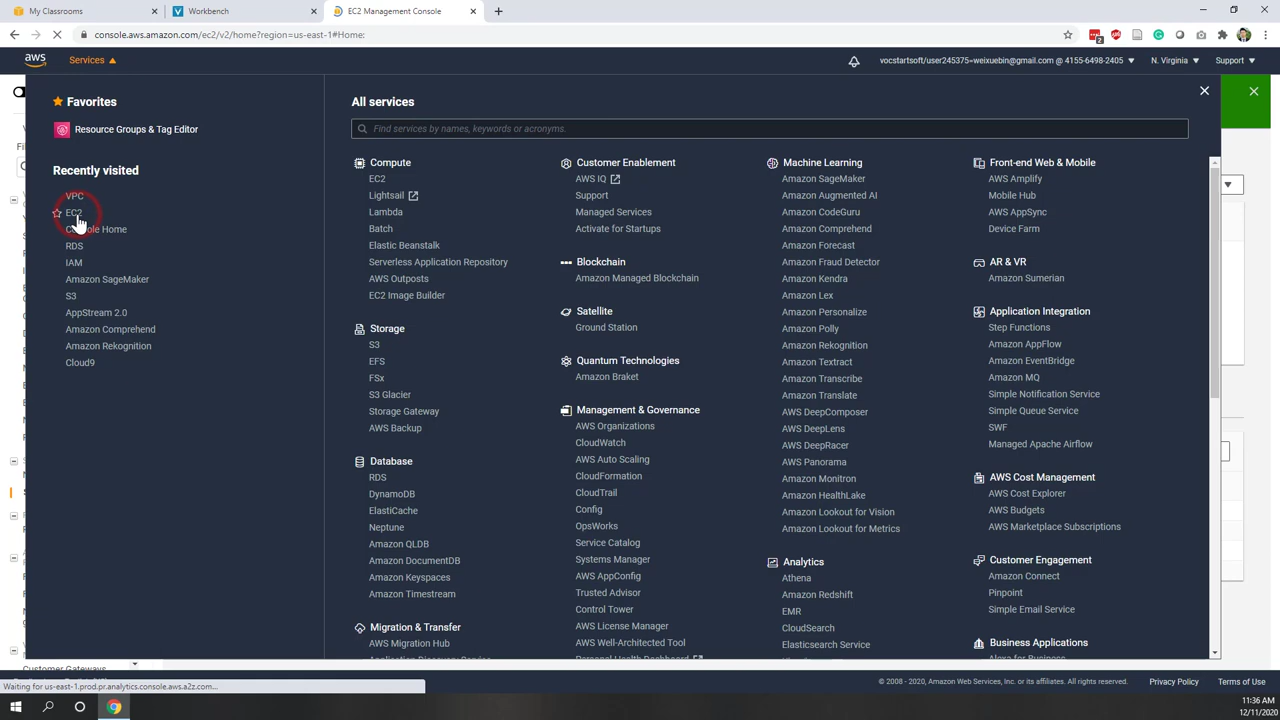 My Classrooms
Workbench
EC2 Management Console
console.aws.amazon.com/ec2/v2/home?region=us-east-1#Home:
2
aws
Services
vocstartsoft/user245375=weixuebin@gmail.com @ 4155-6498-2405
N. Virginia
Support
Favorites
Resource Groups & Tag Editor
Recently visited
VPC
EC2
Console Home
RDS
IAM
Amazon SageMaker
S3
AppStream 2.0
Amazon Comprehend
Amazon Rekognition
Cloud9
All services
Find services by names, keywords or acronyms.
Compute
EC2
Lightsail
Lambda
Batch
Elastic Beanstalk
Serverless Application Repository
AWS Outposts
EC2 Image Builder
Storage
S3
EFS
FSx
S3 Glacier
Storage Gateway
AWS Backup
Database
RDS
DynamoDB
ElastiCache
Neptune
Amazon QLDB
Amazon DocumentDB
Amazon Keyspaces
Amazon Timestream
Migration & Transfer
AWS Migration Hub
Application Discovery Service
Customer Enablement
AWS IQ
Support
Managed Services
Activate for Startups
Blockchain
Amazon Managed Blockchain
Satellite
Ground Station
Quantum Technologies
Amazon Braket
Management & Governance
AWS Organizations
CloudWatch
AWS Auto Scaling
CloudFormation
CloudTrail
Config
OpsWorks
Service Catalog
Systems Manager
AWS AppConfig
Trusted Advisor
Control Tower
AWS License Manager
AWS Well-Architected Tool
Personal Health Dashboard
Machine Learning
Amazon SageMaker
Amazon Augmented AI
Amazon CodeGuru
Amazon Comprehend
Amazon Forecast
Amazon Fraud Detector
Amazon Kendra
Amazon Lex
Amazon Personalize
Amazon Polly
Amazon Rekognition
Amazon Textract
Amazon Transcribe
Amazon Translate
AWS DeepComposer
AWS DeepLens
AWS DeepRacer
AWS Panorama
Amazon Monitron
Amazon HealthLake
Amazon Lookout for Vision
Amazon Lookout for Metrics
Analytics
Athena
Amazon Redshift
EMR
CloudSearch
Elasticsearch Service
Front-end Web & Mobile
AWS Amplify
Mobile Hub
AWS AppSync
Device Farm
AR & VR
Amazon Sumerian
Application Integration
Step Functions
Amazon AppFlow
Amazon EventBridge
Amazon MQ
Simple Notification Service
Simple Queue Service
SWF
Managed Apache Airflow
AWS Cost Management
AWS Cost Explorer
AWS Budgets
AWS Marketplace Subscriptions
Customer Engagement
Amazon Connect
Pinpoint
Simple Email Service
Business Applications
Alexa for Business
Customer Gateways
Waiting for us-east-1.prod.pr.analytics.console.aws.a2z.com...
© 2008 - 2020, Amazon Web Services, Inc. or its affiliates. All rights reserved.
Privacy Policy
Terms of Use
11:36 AM
12/11/2020